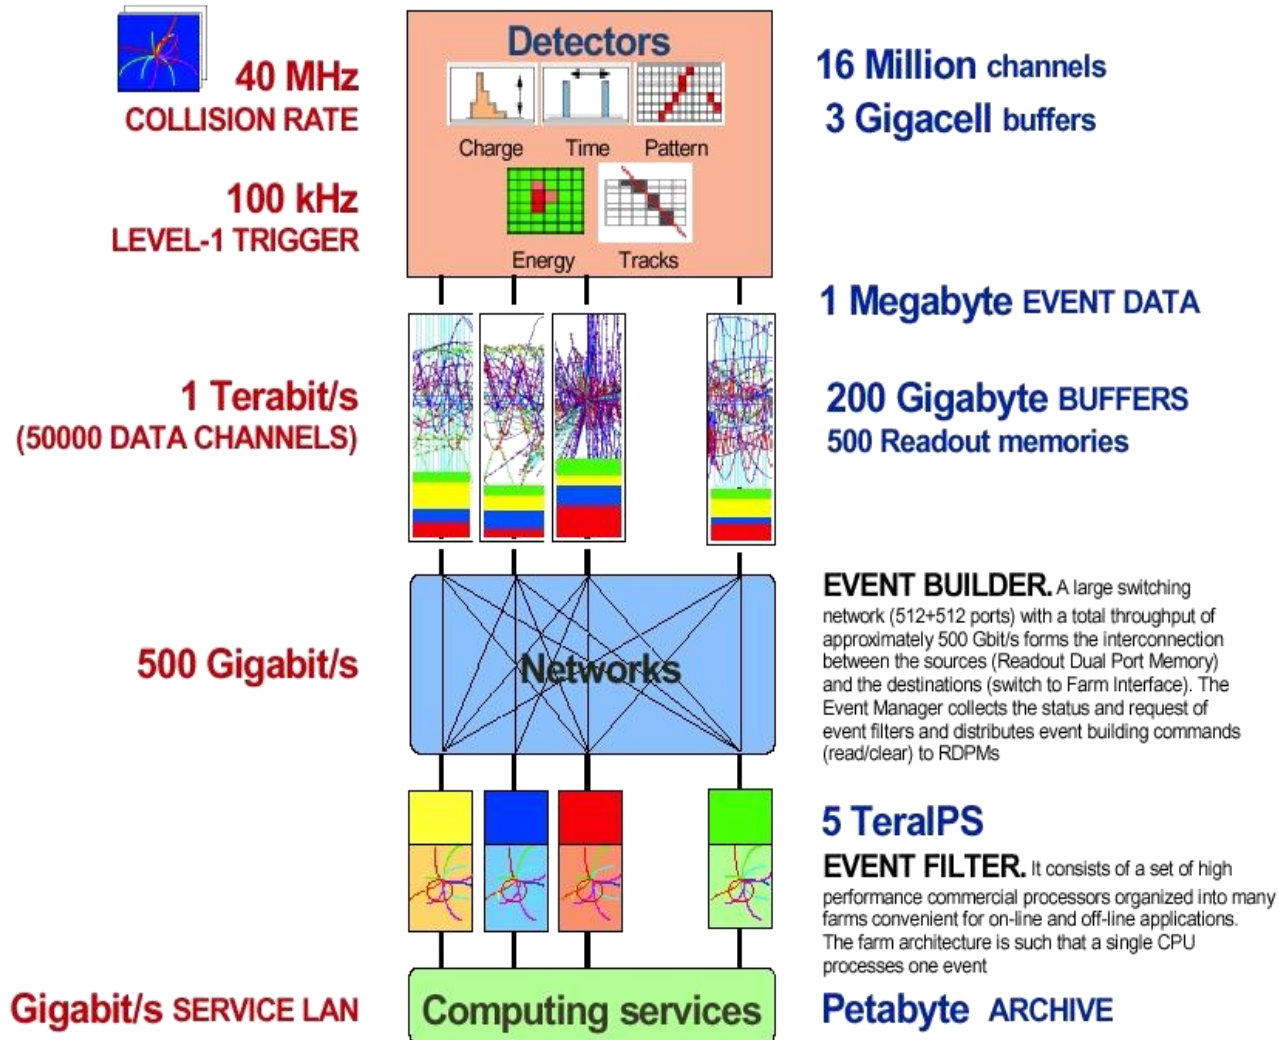 Detectors
40 MHz
COLLISION RATE
16 Million channels
3 Gigacell buffers
Charge Time Pattern
100 kHz
LEVEL-1 TRIGGER
Energy Tracks
1 Megabyte EVENT DATA
1 Terabit/s
(50000 DATA CHANNELS)
200 Gigabyte BUFFERS
500 Readout memories
500 Gigabit/s
Networks
EVENT BUILDER. A large switching
network (512+512 ports) with a total throughput of
approximately 500 Gbit/s forms the interconnection
between the sources (Readout Dual Port Memory)
and the destinations (switch to Farm Interface). The
Event Manager collects the status and request of
event filters and distributes event building commands
(read/clear) to RDPMs
5 TeraIPS
EVENT FILTER. It consists of a set of high
performance commercial processors organized into many
farms convenient for on-line and off-line applications.
The farm architecture is such that a single CPU
processes one event
Gigabit/s SERVICE LAN
Computing services
Petabyte ARCHIVE